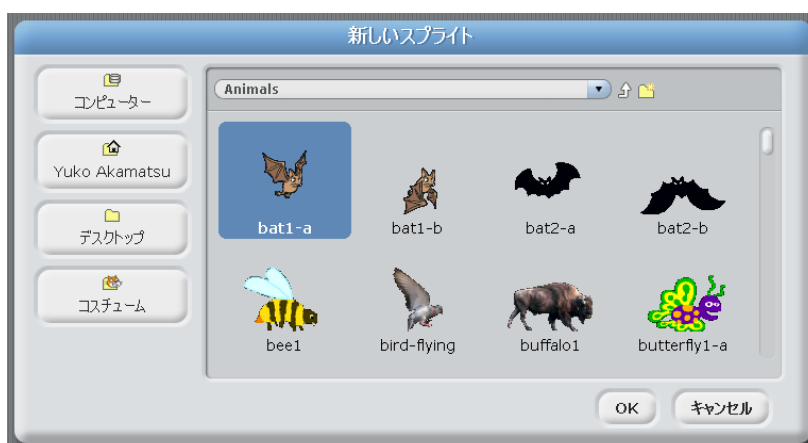 新しいスプライト
コンピューター
Yuko Akamatsu
デスクトップ
コスチューム
Animals
bat1-a
bat1-b
bat2-a
bat2-b
bee1
bird-flying
buffalo1
butterfly1-a
OK
キャンセル